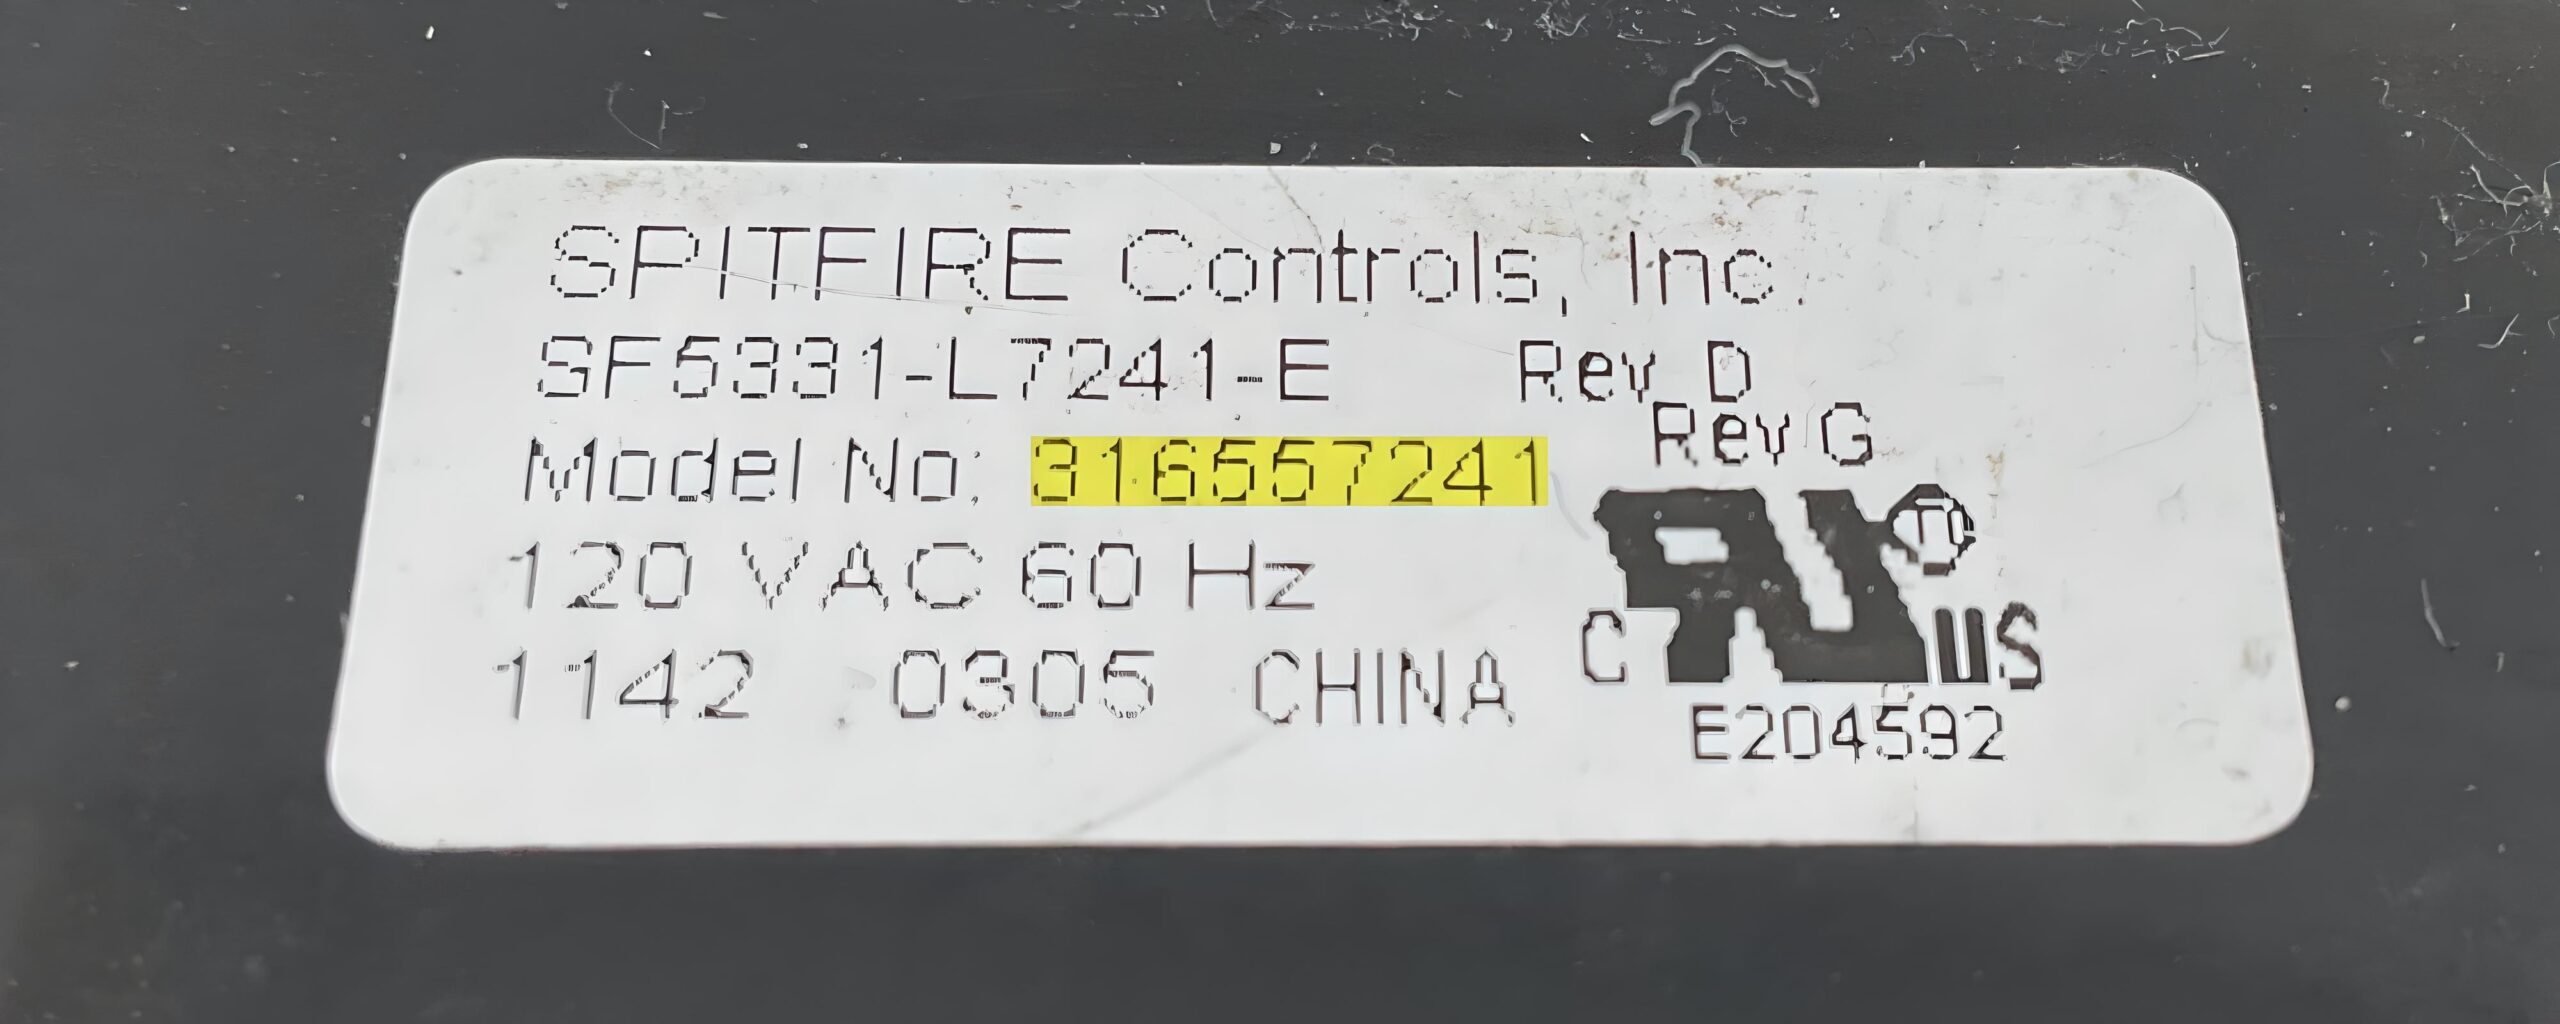 SPITFIRE Controls, Inc.
SF5331-L7241-E Rev D
Rev G
Model No: 316557241
120 VAC 60 Hz
1142 0305 CHINA
C RU US
E204592